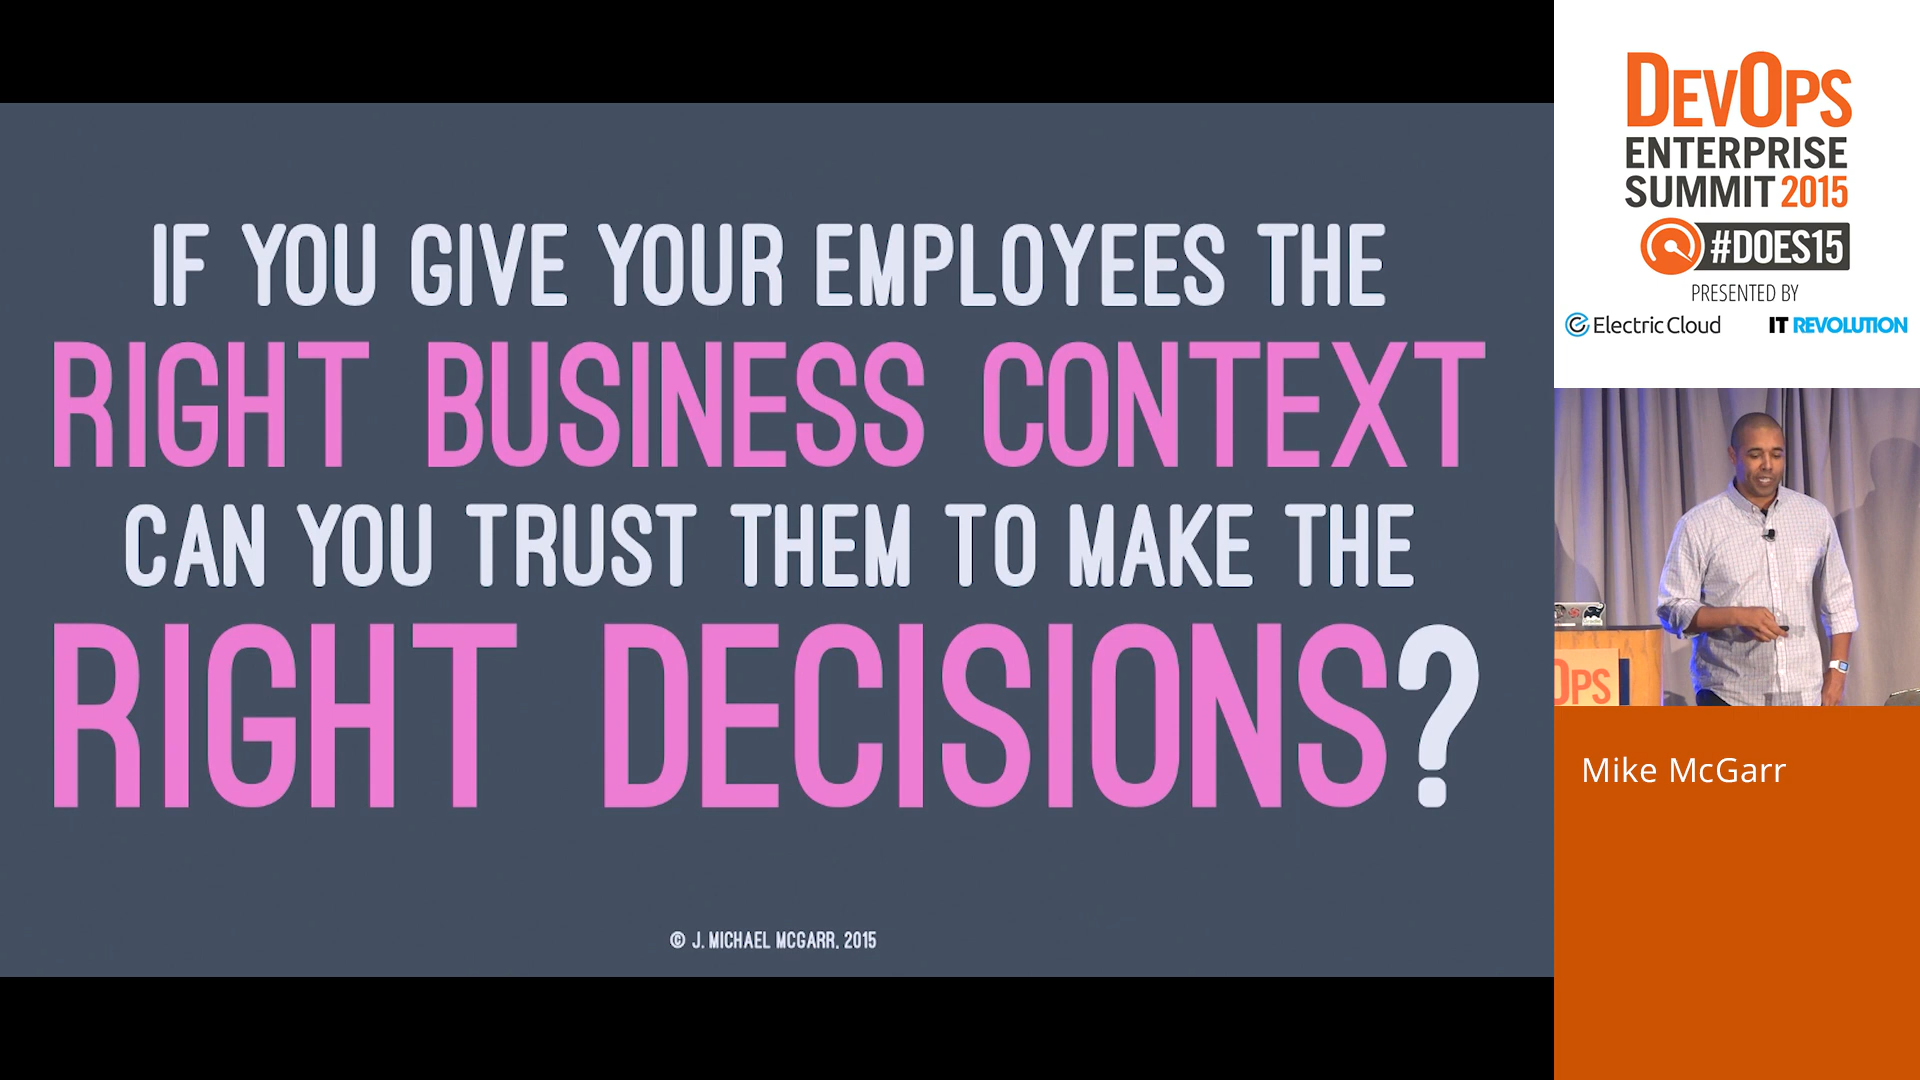 IF YOU GIVE YOUR EMPLOYEES THE
RIGHT BUSINESS CONTEXT
CAN YOU TRUST THEM TO MAKE THE
RIGHT DECISIONS?
© J. MICHAEL MCGARR, 2015
DEVOPS
ENTERPRISE
SUMMIT 2015
#DOES15
PRESENTED BY
Electric Cloud
IT REVOLUTION
OPS
Mike McGarr